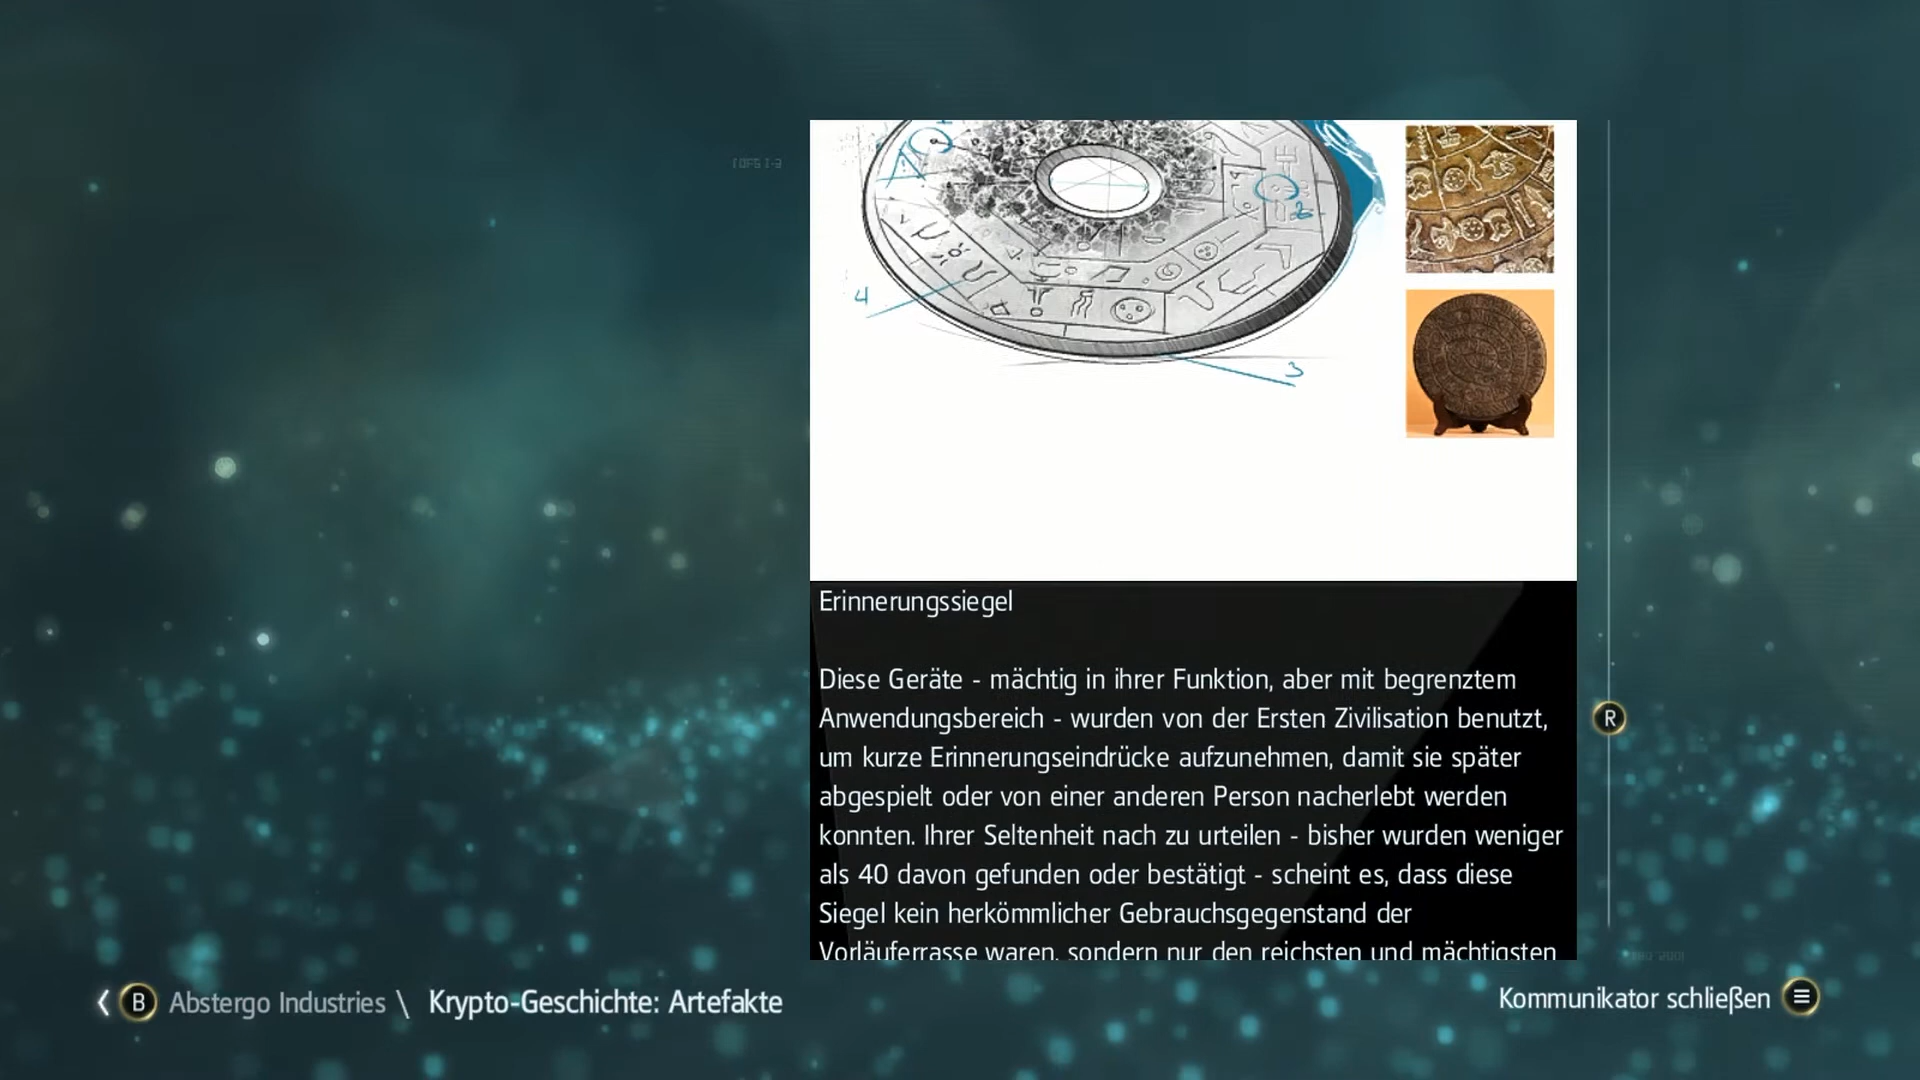 4
3
Erinnerungssiegel
Diese Geräte - mächtig in ihrer Funktion, aber mit begrenztem
Anwendungsbereich - wurden von der Ersten Zivilisation benutzt,
um kurze Erinnerungseindrücke aufzunehmen, damit sie später
abgespielt oder von einer anderen Person nacherlebt werden
konnten. Ihrer Seltenheit nach zu urteilen - bisher wurden weniger
als 40 davon gefunden oder bestätigt - scheint es, dass diese
Siegel kein herkömmlicher Gebrauchsgegenstand der
Vorläuferrasse waren, sondern nur den reichsten und mächtigsten
R
B Abstergo Industries \ Krypto-Geschichte: Artefakte
Kommunikator schließen